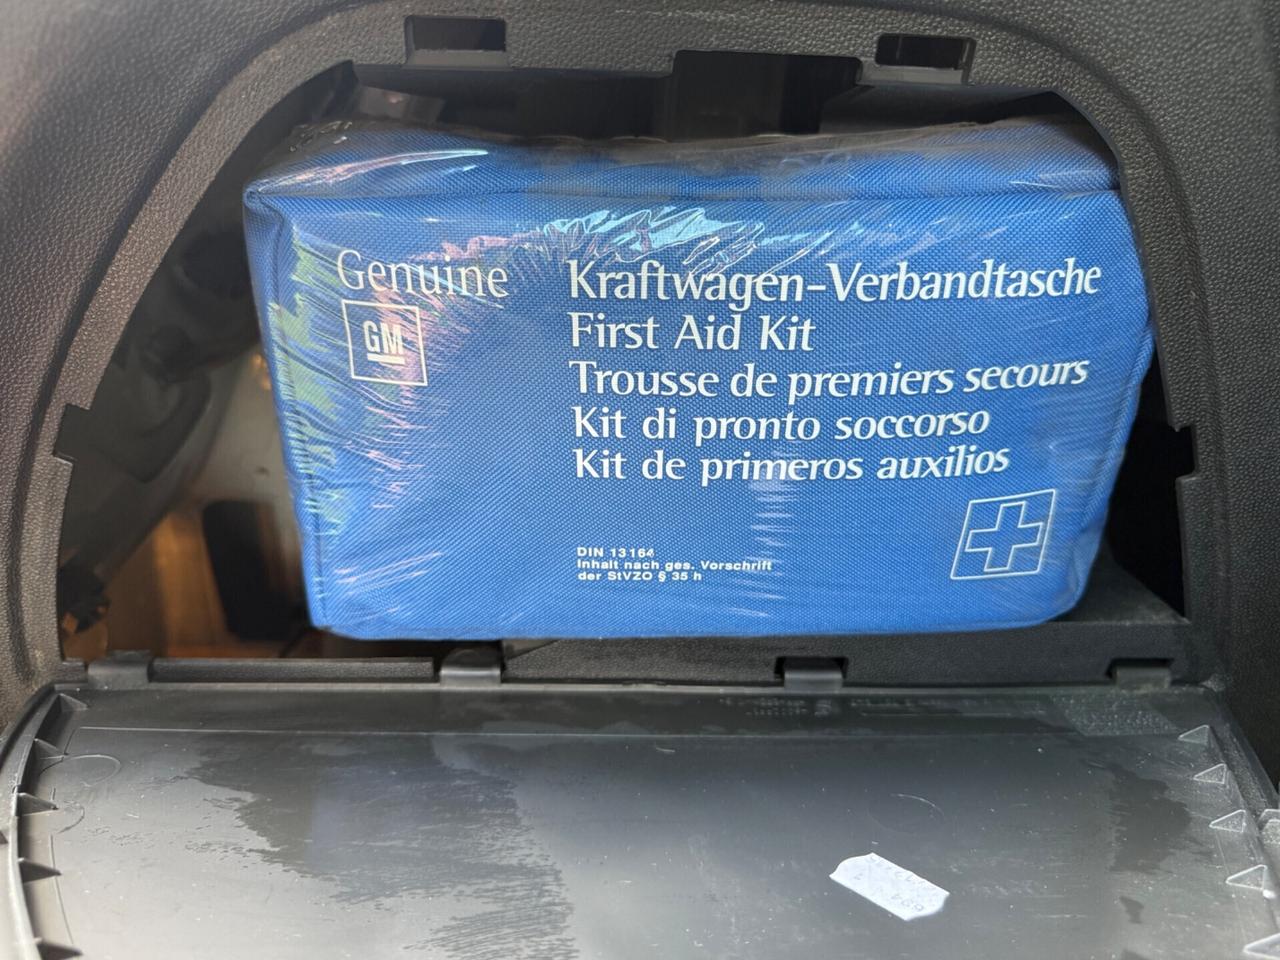 Genuine
GM
Kraftwagen-Verbandtasche
First Aid Kit
Trousse de premiers secours
Kit di pronto soccorso
Kit de primeros auxilios
DIN 13164
Inhalt nach ges. Vorschrift
der StVZO § 35 h